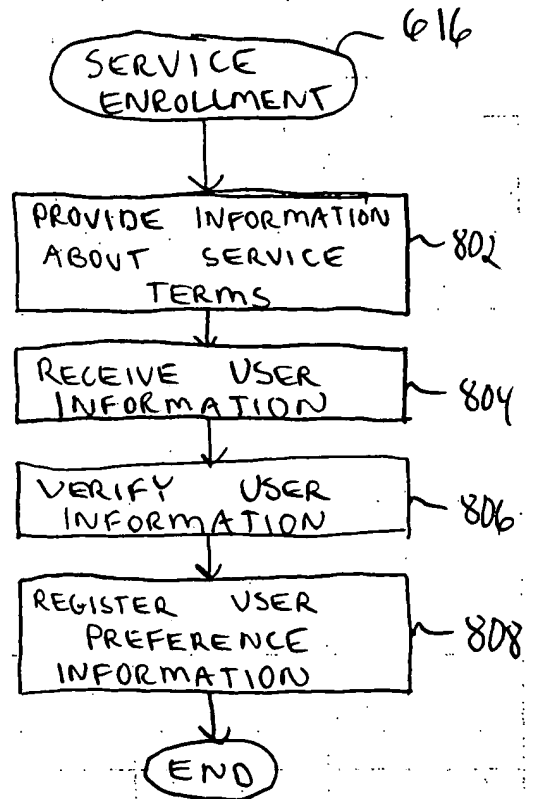 616
SERVICE
ENROLLMENT
PROVIDE INFORMATION
ABOUT SERVICE
TERMS
802
RECEIVE USER
INFORMATION
804
VERIFY USER
INFORMATION
806
REGISTER USER
PREFERENCE
INFORMATION
808
END